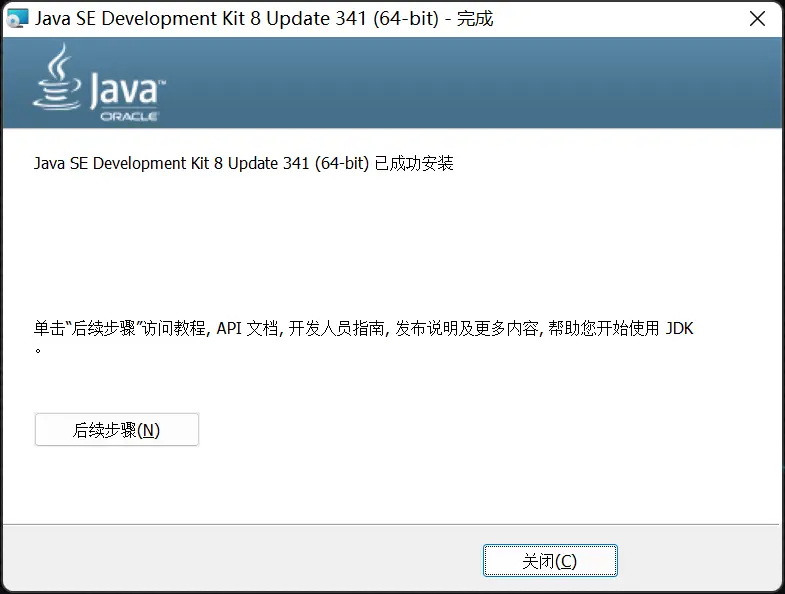 Java SE Development Kit 8 Update 341 (64-bit) - 完成
Java™
ORACLE
Java SE Development Kit 8 Update 341 (64-bit) 已成功安装
单击“后续步骤”访问教程, API 文档, 开发人员指南, 发布说明及更多内容, 帮助您开始使用 JDK
。
后续步骤(N)
关闭(C)